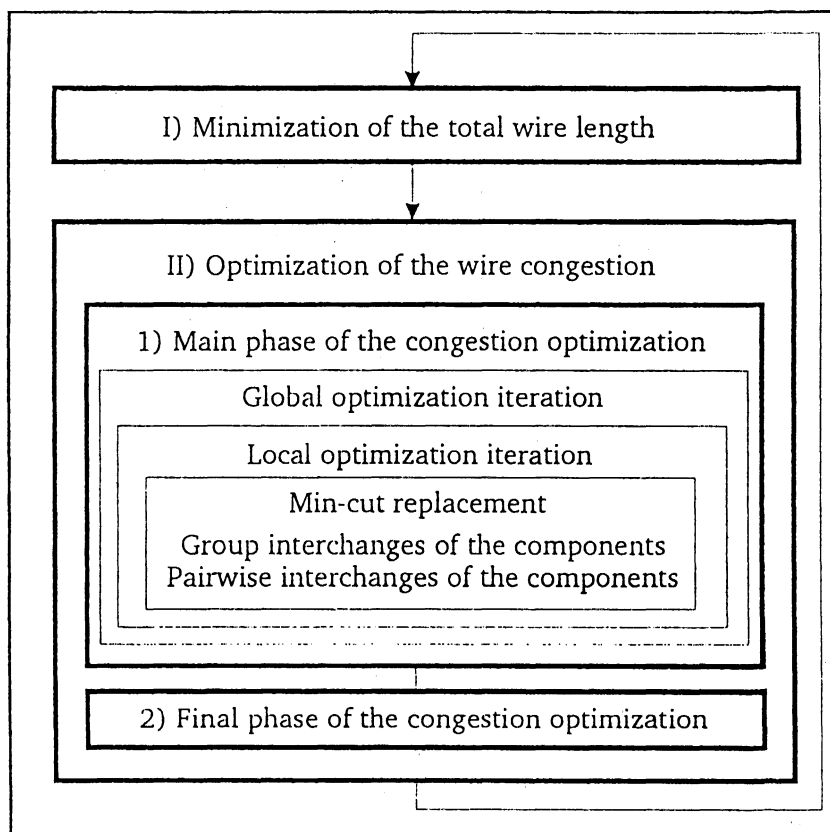 I) Minimization of the total wire length
II) Optimization of the wire congestion
1) Main phase of the congestion optimization
Global optimization iteration
Local optimization iteration
Min-cut replacement
Group interchanges of the components
Pairwise interchanges of the components
2) Final phase of the congestion optimization